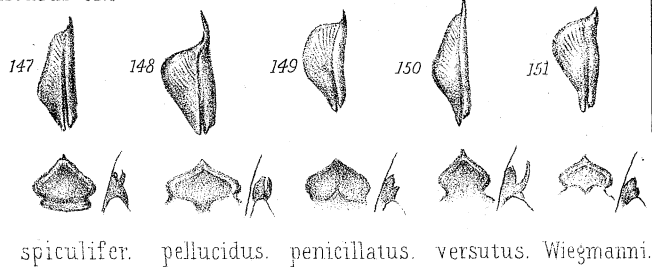 147 148 149 150 151
spiculifer. pellucidus. penicillatus. versutus. Wiegmanni.